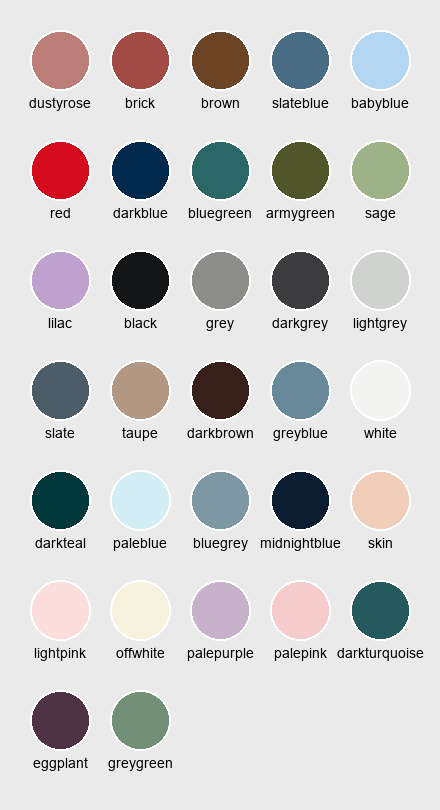 dustyrose brick brown slateblue babyblue
red darkblue bluegreen armygreen sage
lilac black grey darkgrey lightgrey
slate taupe darkbrown greyblue white
darkteal paleblue bluegrey midnightblue skin
lightpink offwhite palepurple palepink darkturquoise
eggplant greygreen